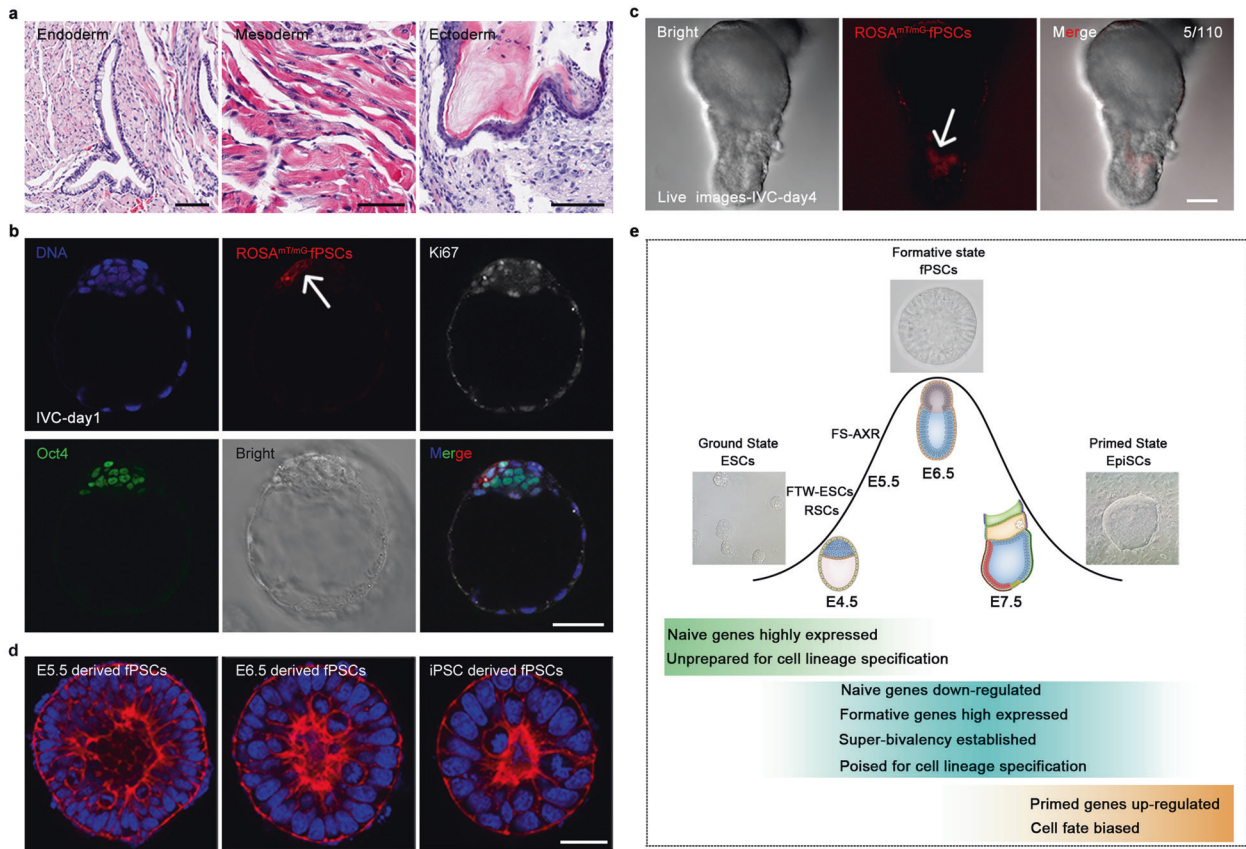 a
Endoderm
Mesoderm
Ectoderm
b
DNA
ROSAmT/mG-fPSCs
Ki67
IVC-day1
Oct4
Bright
Merge
d
E5.5 derived fPSCs
E6.5 derived fPSCs
iPSC derived fPSCs
c
Bright
ROSAmT/mG-fPSCs
Merge
5/110
Live images-IVC-day4
e
Formative state
fPSCs
FS-AXR
E6.5
Ground State
ESCs
E5.5
Primed State
EpiSCs
FTW-ESCs
RSCs
E4.5
E7.5
Naive genes highly expressed
Unprepared for cell lineage specification
Naive genes down-regulated
Formative genes high expressed
Super-bivalency established
Poised for cell lineage specification
Primed genes up-regulated
Cell fate biased